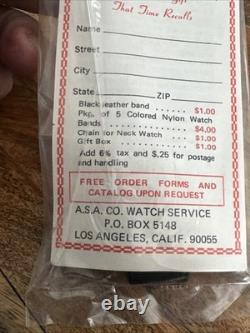 That Time Recalls
Name
Street
City
State ZIP
Black leather band $1.00
Pkg. of 5 Colored Nylon Watch
Bands $4.00
Chain for Neck Watch $1.00
Gift Box $1.00
Add 6% tax and $.25 for postage
and handling
FREE ORDER FORMS AND
CATALOG UPON REQUEST
A.S.A. CO. WATCH SERVICE
P.O. BOX 5148
LOS ANGELES, CALIF. 90055